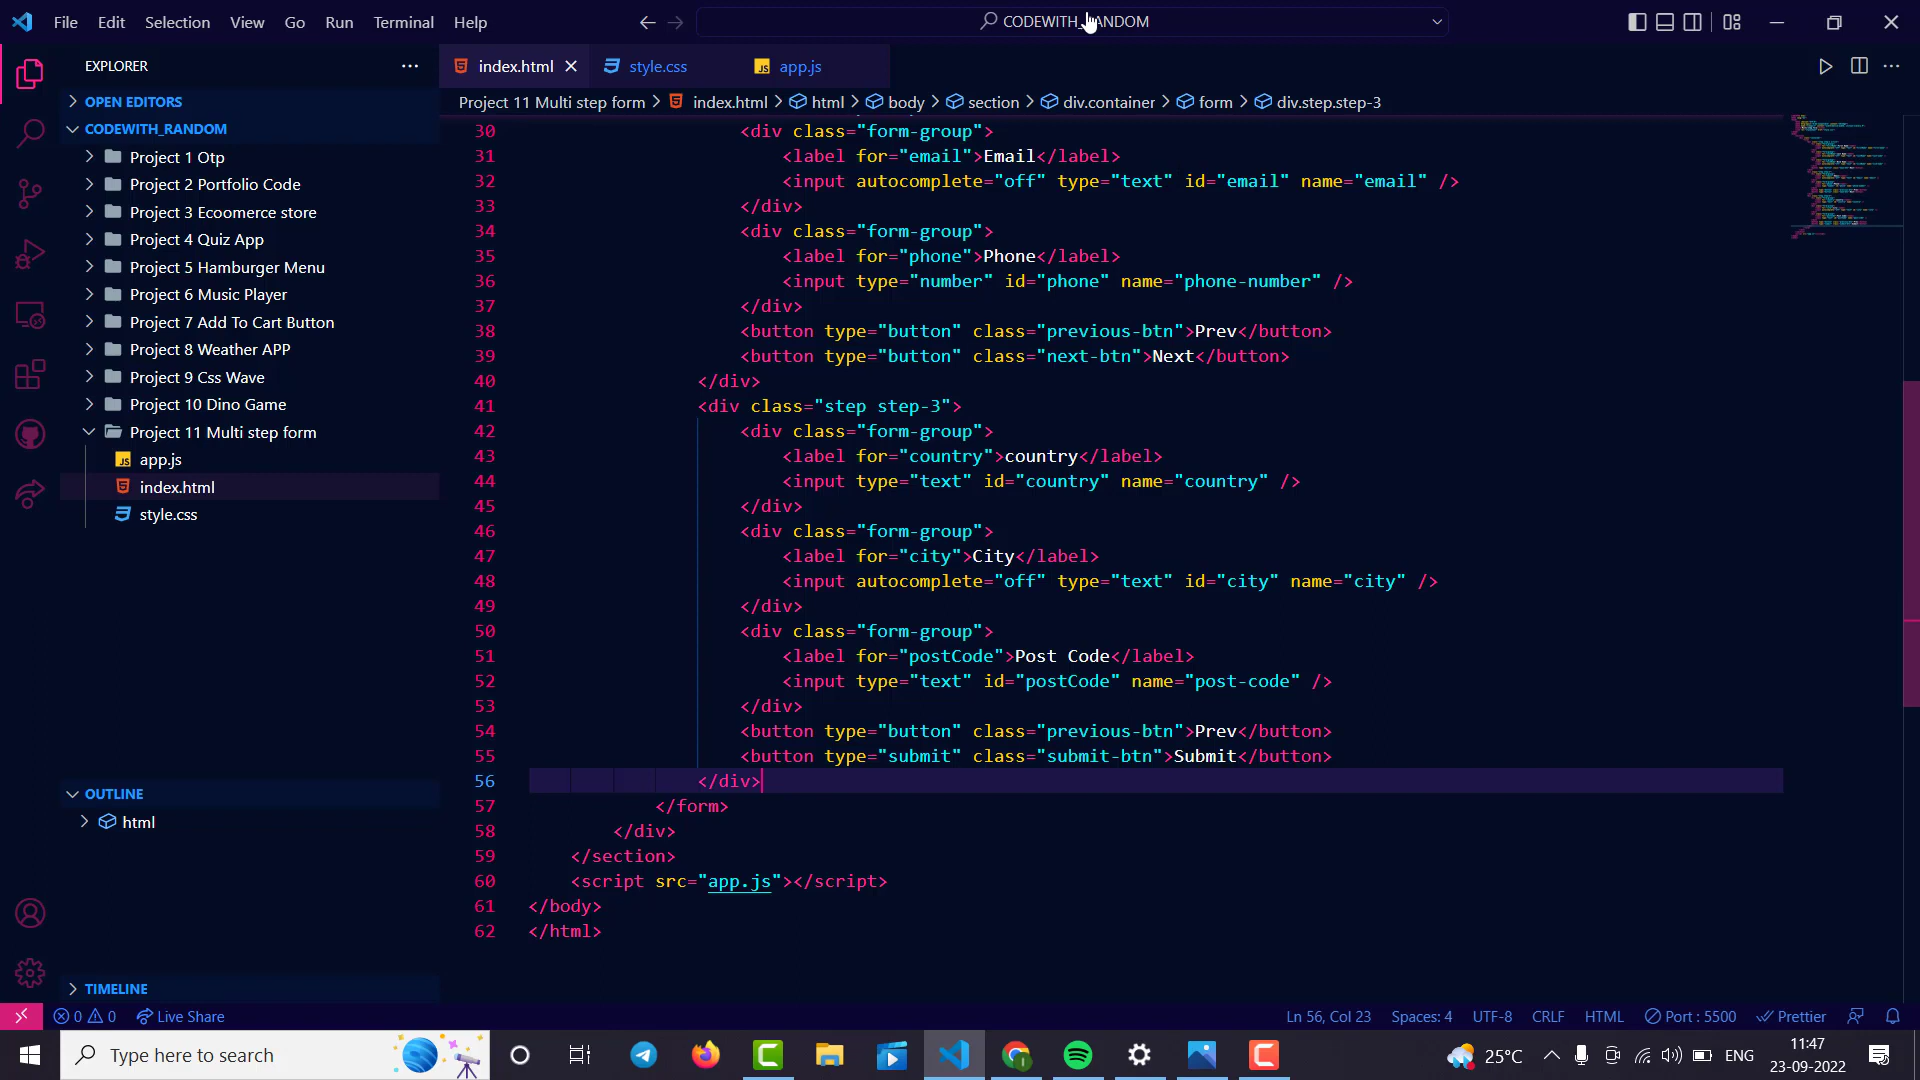 File Edit Selection View Go Run Terminal Help
CODEWITH_RANDOM
EXPLORER
index.html
style.css
JS app.js
OPEN EDITORS
Project 11 Multi step form > index.html > html > body > section > div.container > form > div.step.step-3
CODEWITH_RANDOM
Project 1 Otp
Project 2 Portfolio Code
Project 3 Ecoomerce store
Project 4 Quiz App
Project 5 Hamburger Menu
Project 6 Music Player
Project 7 Add To Cart Button
Project 8 Weather APP
Project 9 Css Wave
Project 10 Dino Game
Project 11 Multi step form
JS app.js
index.html
style.css
OUTLINE
html
TIMELINE
30 <div class="form-group">
31 <label for="email">Email</label>
32 <input autocomplete="off" type="text" id="email" name="email" />
33 </div>
34 <div class="form-group">
35 <label for="phone">Phone</label>
36 <input type="number" id="phone" name="phone-number" />
37 </div>
38 <button type="button" class="previous-btn">Prev</button>
39 <button type="button" class="next-btn">Next</button>
40 </div>
41 <div class="step step-3">
42 <div class="form-group">
43 <label for="country">country</label>
44 <input type="text" id="country" name="country" />
45 </div>
46 <div class="form-group">
47 <label for="city">City</label>
48 <input autocomplete="off" type="text" id="city" name="city" />
49 </div>
50 <div class="form-group">
51 <label for="postCode">Post Code</label>
52 <input type="text" id="postCode" name="post-code" />
53 </div>
54 <button type="button" class="previous-btn">Prev</button>
55 <button type="submit" class="submit-btn">Submit</button>
56 </div>
57 </form>
58 </div>
59 </section>
60 <script src="app.js"></script>
61 </body>
62 </html>
0 0 Live Share
Ln 56, Col 23 Spaces: 4 UTF-8 CRLF HTML Port : 5500 Prettier
Type here to search
25°C
ENG
11:47
23-09-2022